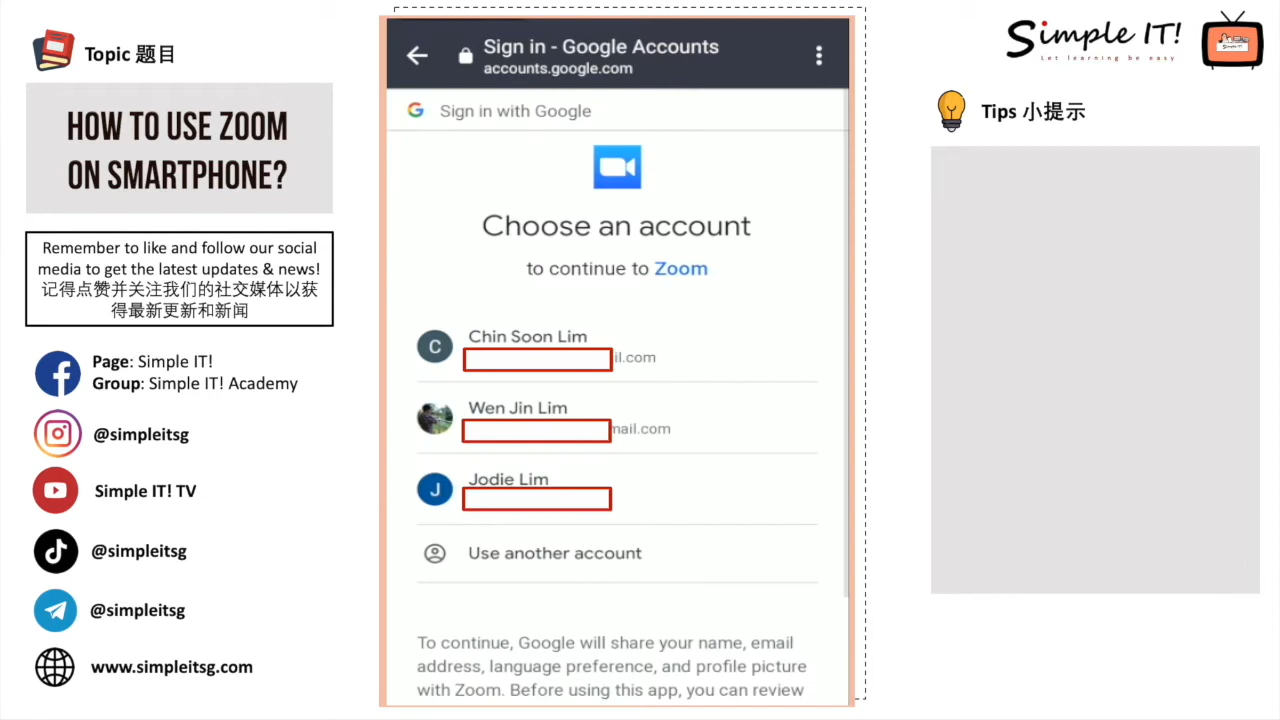 Topic 题目
HOW TO USE ZOOM
ON SMARTPHONE?
Remember to like and follow our social
media to get the latest updates & news!
记得点赞并关注我们的社交媒体以获
得最新更新和新闻
Page: Simple IT!
Group: Simple IT! Academy
@simpleitsg
Simple IT! TV
@simpleitsg
@simpleitsg
www.simpleitsg.com
Sign in - Google Accounts
accounts.google.com
Sign in with Google
Choose an account
to continue to Zoom
C
Chin Soon Lim
il.com
Wen Jin Lim
mail.com
J
Jodie Lim
Use another account
To continue, Google will share your name, email
address, language preference, and profile picture
with Zoom. Before using this app, you can review
Simple IT!
Let learning be easy
Simple IT!
Tips 小提示